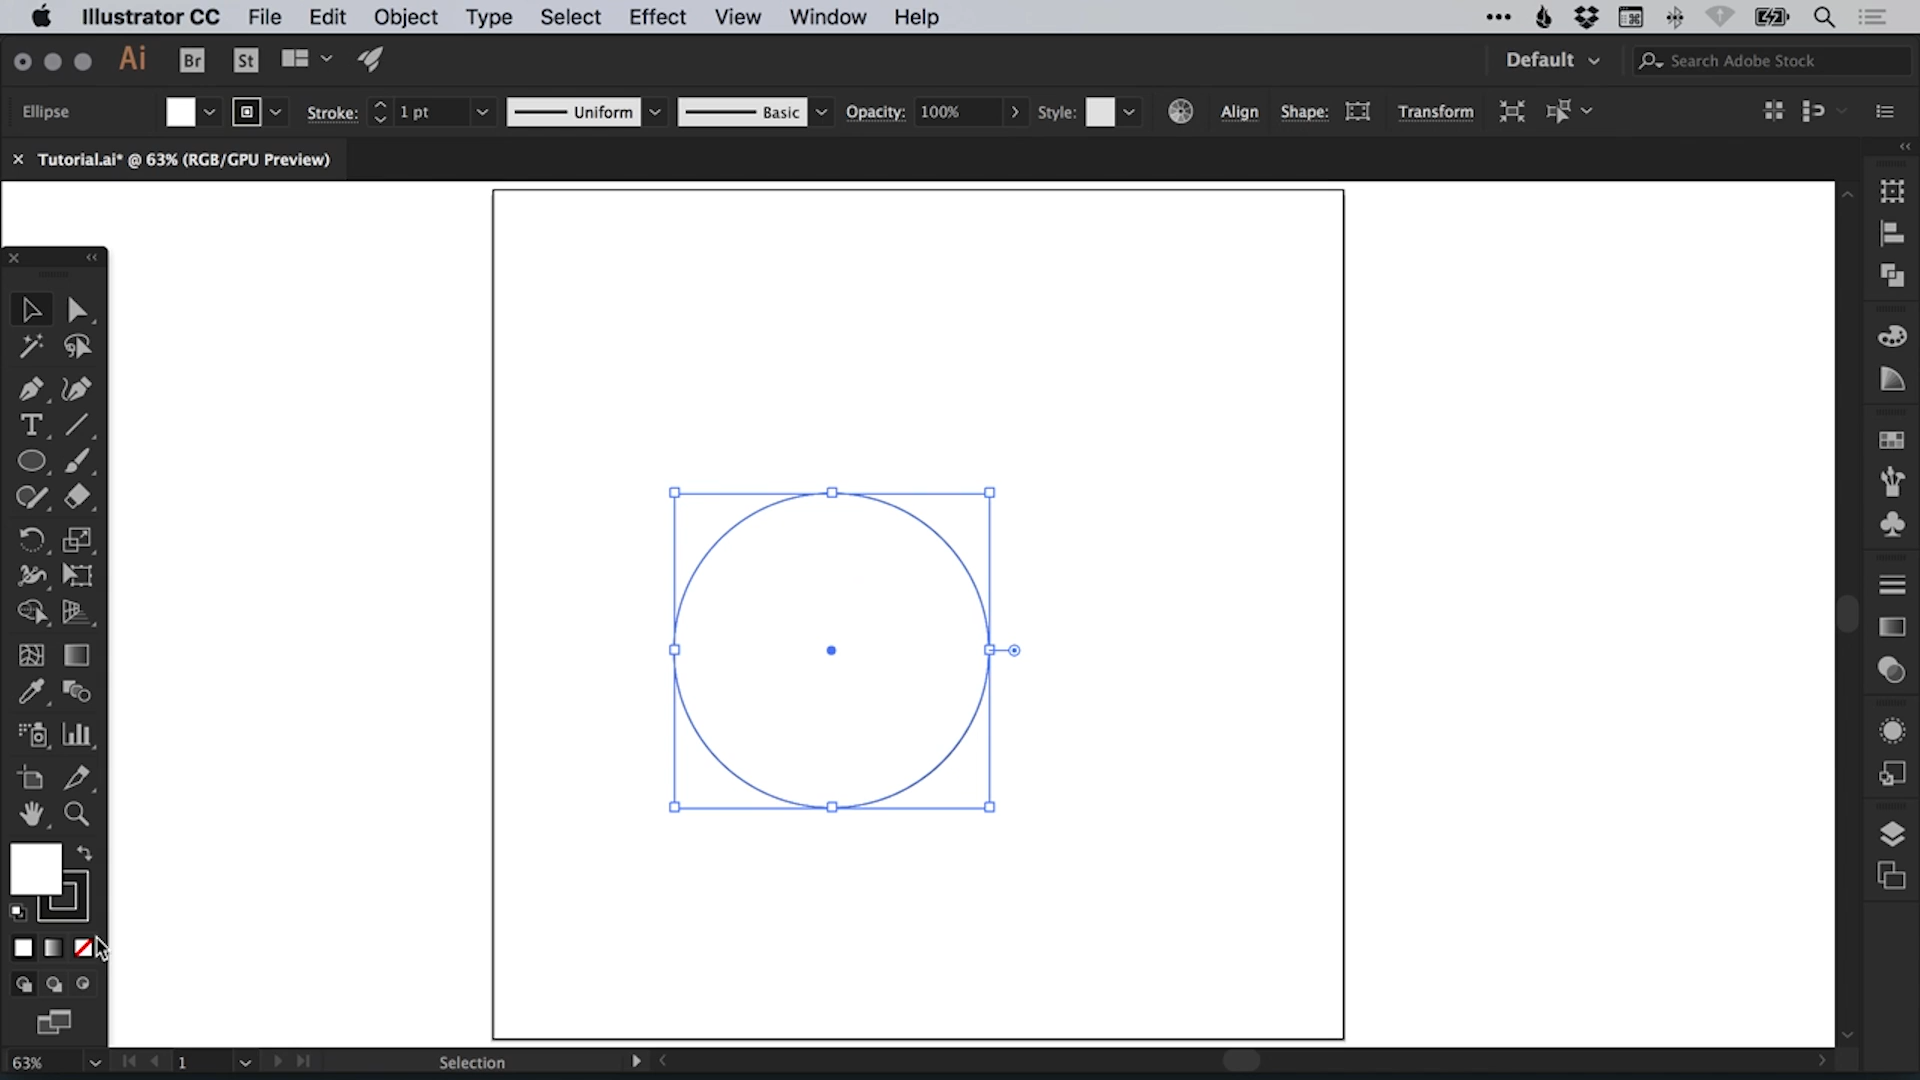 Illustrator CC File Edit Object Type Select Effect View Window Help
Ai Br St Default Search Adobe Stock
Ellipse Stroke: 1 pt Uniform Basic Opacity: 100% Style: Align Shape: Transform
Tutorial.ai* @ 63% (RGB/GPU Preview)
T
63% 1 Selection